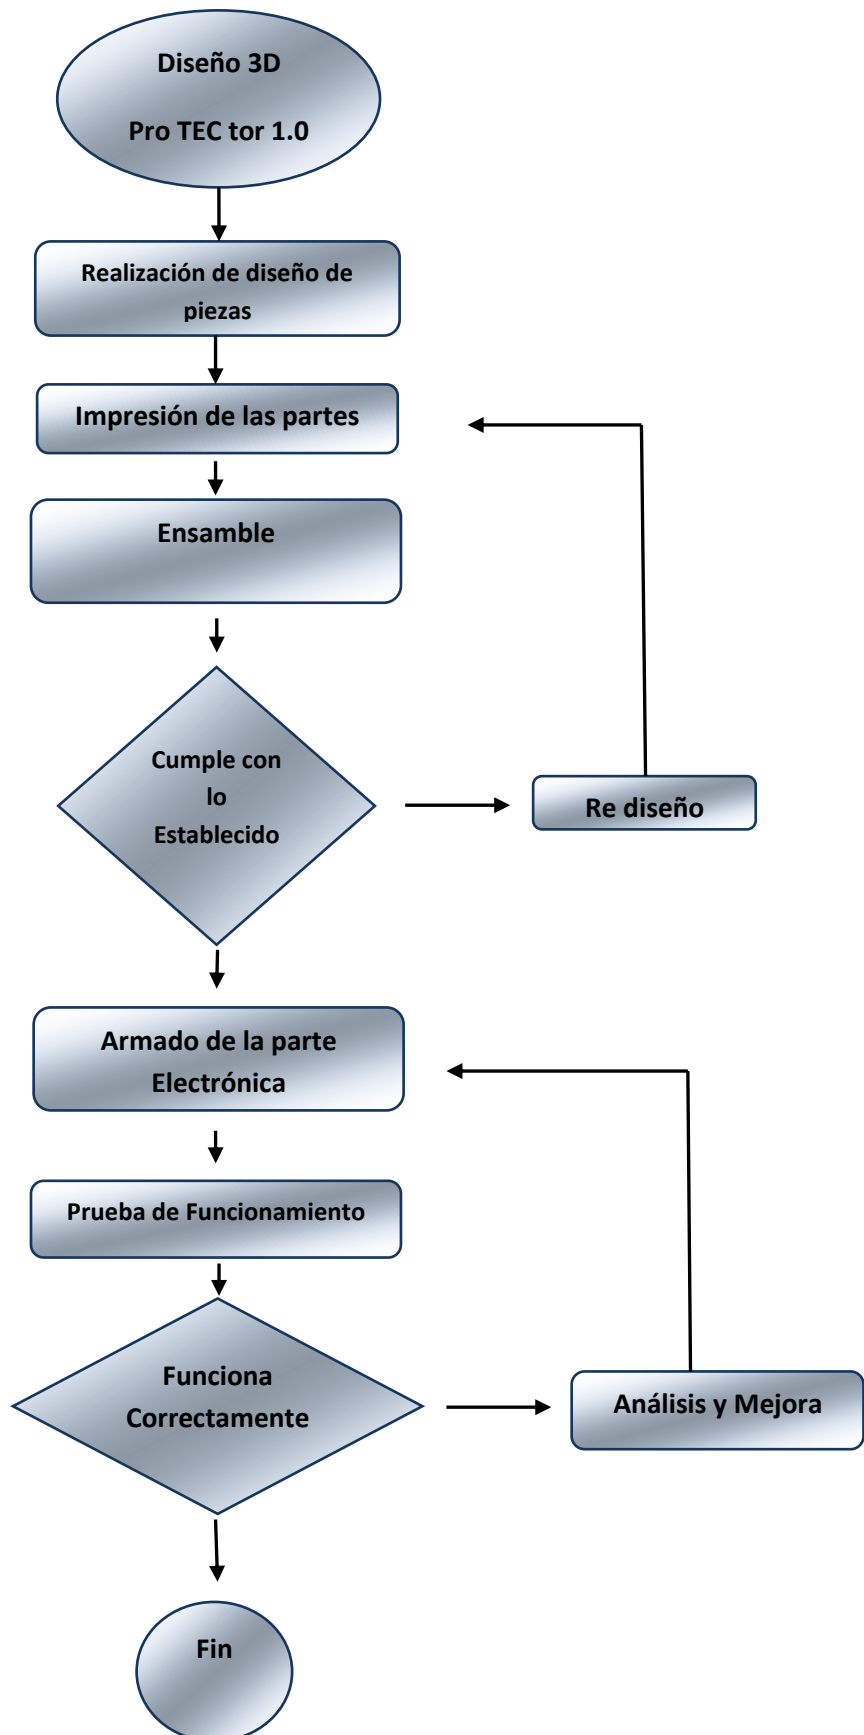 Diseño 3D
Pro TEC tor 1.0
Realización de diseño de
piezas
Impresión de las partes
Ensamble
Cumple con
lo
Establecido
Re diseño
Armado de la parte
Electrónica
Prueba de Funcionamiento
Funciona
Correctamente
Análisis y Mejora
Fin